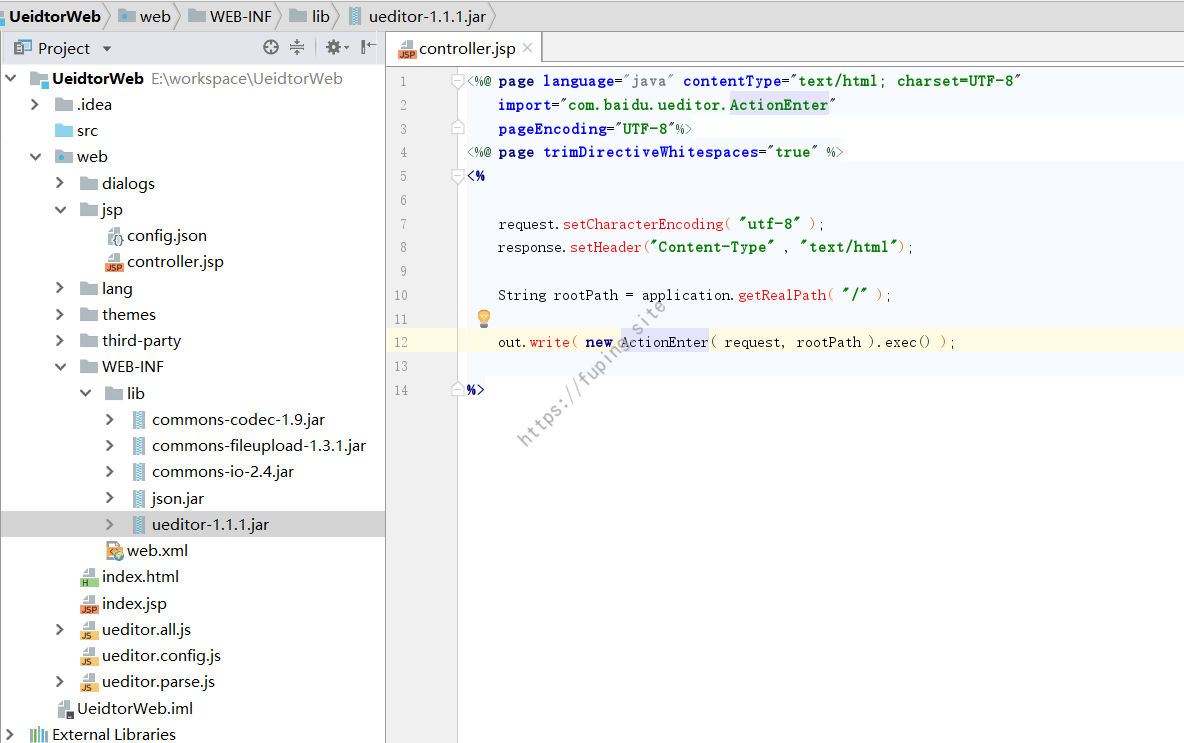 UeidtorWeb web WEB-INF lib ueditor-1.1.1.jar
Project
controller.jsp
UeidtorWeb E:\workspace\UeidtorWeb
.idea
src
web
dialogs
jsp
config.json
controller.jsp
lang
themes
third-party
WEB-INF
lib
commons-codec-1.9.jar
commons-fileupload-1.3.1.jar
commons-io-2.4.jar
json.jar
ueditor-1.1.1.jar
web.xml
index.html
index.jsp
ueditor.all.js
ueditor.config.js
ueditor.parse.js
UeidtorWeb.iml
External Libraries
1 <%@ page language="java" contentType="text/html; charset=UTF-8"
2 import="com.baidu.ueditor.ActionEnter"
3 pageEncoding="UTF-8"%>
4 <%@ page trimDirectiveWhitespaces="true" %>
5 <%
6
7 request.setCharacterEncoding( "utf-8" );
8 response.setHeader("Content-Type" , "text/html");
9
10 String rootPath = application.getRealPath( "/" );
11
12 out.write( new ActionEnter( request, rootPath ).exec() );
13
14 %>
https://fuping.site